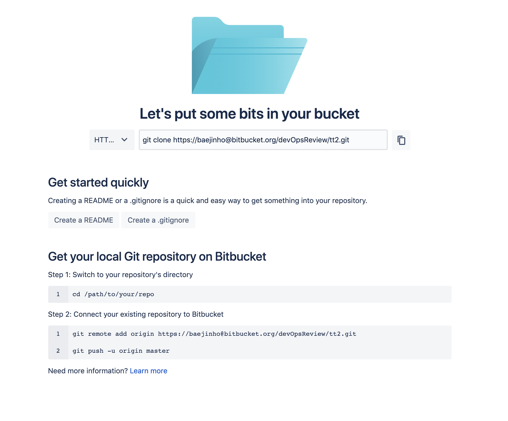 Let's put some bits in your bucket
HTT...
git clone https://baejinho@bitbucket.org/devOpsReview/tt2.git
Get started quickly
Creating a README or a .gitignore is a quick and easy way to get something into your repository.
Create a README
Create a .gitignore
Get your local Git repository on Bitbucket
Step 1: Switch to your repository's directory
1 cd /path/to/your/repo
Step 2: Connect your existing repository to Bitbucket
1 git remote add origin https://baejinho@bitbucket.org/devOpsReview/tt2.git
2 git push -u origin master
Need more information? Learn more